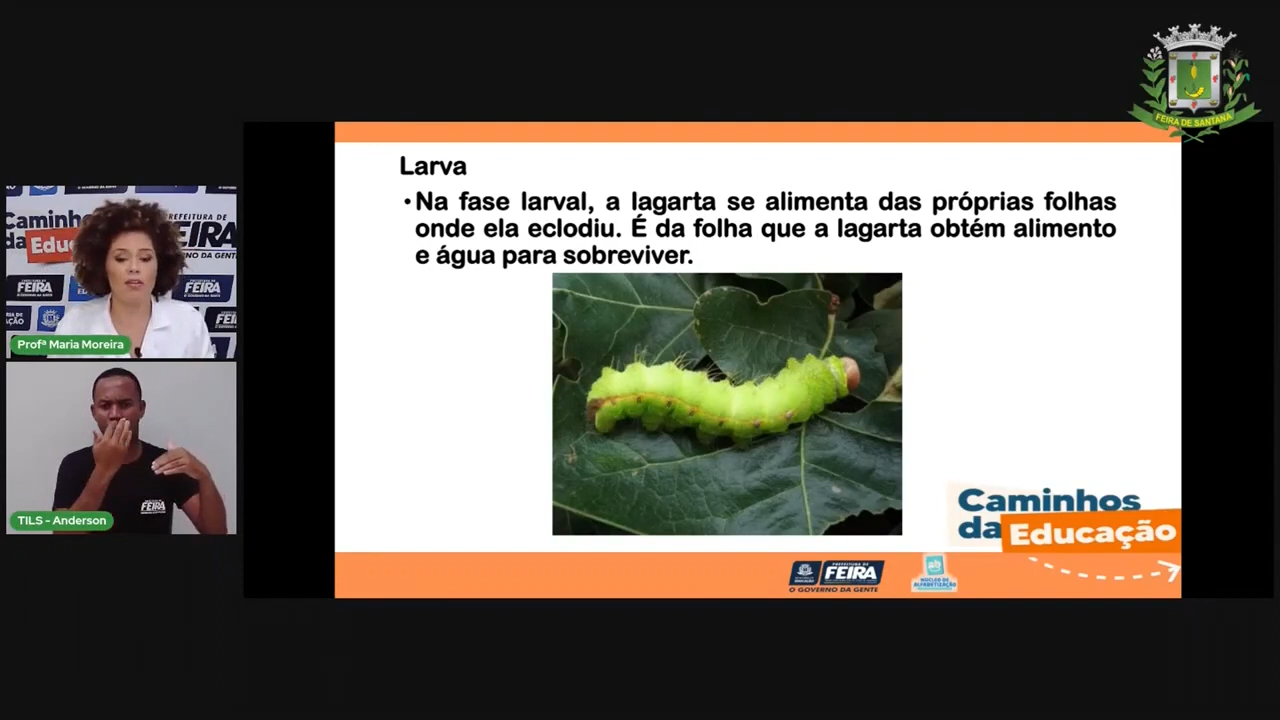 FEIRA DE SANTANA
Larva
•Na fase larval, a lagarta se alimenta das próprias folhas
onde ela eclodiu. É da folha que a lagarta obtém alimento
e água para sobreviver.
Profª Maria Moreira
TILS - Anderson
FEIRA
Caminhos
da Educação
PREFEITURA DE
FEIRA
O GOVERNO DA GENTE
NÚCLEO DE
ALFABETIZAÇÃO